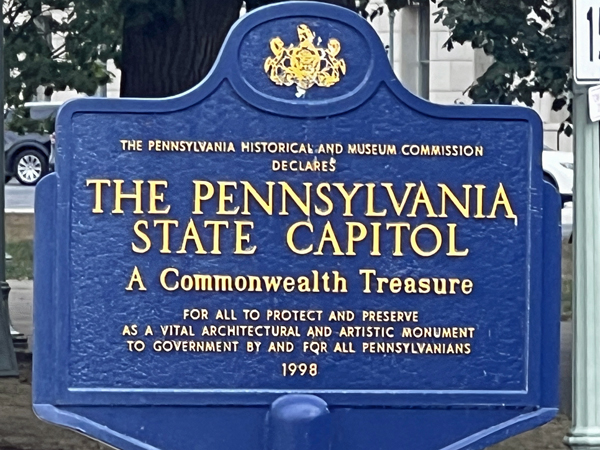 THE PENNSYLVANIA HISTORICAL AND MUSEUM COMMISSION
DECLARES
THE PENNSYLVANIA
STATE CAPITOL
A Commonwealth Treasure
FOR ALL TO PROTECT AND PRESERVE
AS A VITAL ARCHITECTURAL AND ARTISTIC MONUMENT
TO GOVERNMENT BY AND FOR ALL PENNSYLVANIANS
1998